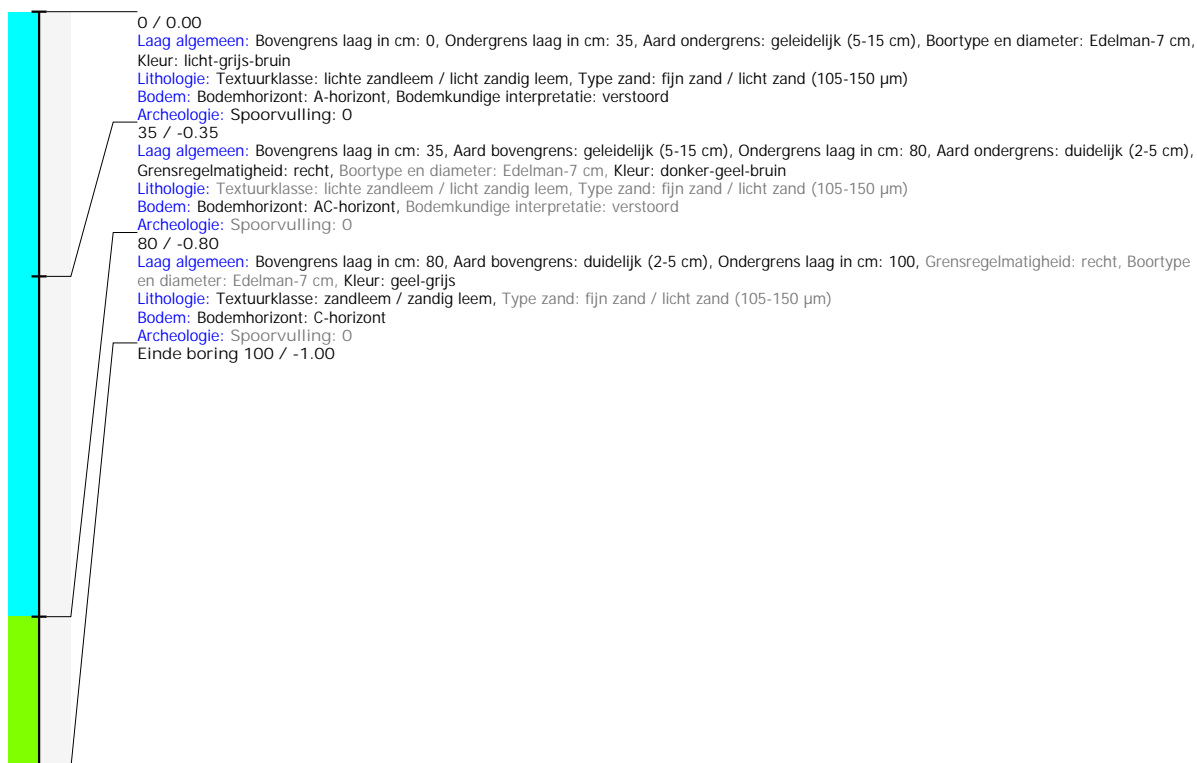 0 / 0.00
Laag algemeen: Bovengrens laag in cm: 0, Ondergrens laag in cm: 35, Aard ondergrens: geleidelijk (5-15 cm), Boortype en diameter: Edelman-7 cm,
Kleur: licht-grijs-bruin
Lithologie: Textuurklasse: lichte zandleem / licht zandig leem, Type zand: fijn zand / licht zand (105-150 µm)
Bodem: Bodemhorizont: A-horizont, Bodemkundige interpretatie: verstoord
Archeologie: Spoorvulling: 0
35 / -0.35
Laag algemeen: Bovengrens laag in cm: 35, Aard bovengrens: geleidelijk (5-15 cm), Ondergrens laag in cm: 80, Aard ondergrens: duidelijk (2-5 cm),
Grensregelmatigheid: recht, Boortype en diameter: Edelman-7 cm, Kleur: donker-geel-bruin
Lithologie: Textuurklasse: lichte zandleem / licht zandig leem, Type zand: fijn zand / licht zand (105-150 µm)
Bodem: Bodemhorizont: AC-horizont, Bodemkundige interpretatie: verstoord
Archeologie: Spoorvulling: 0
80 / -0.80
Laag algemeen: Bovengrens laag in cm: 80, Aard bovengrens: duidelijk (2-5 cm), Ondergrens laag in cm: 100, Grensregelmatigheid: recht, Boortype
en diameter: Edelman-7 cm, Kleur: geel-grijs
Lithologie: Textuurklasse: zandleem / zandig leem, Type zand: fijn zand / licht zand (105-150 µm)
Bodem: Bodemhorizont: C-horizont
Archeologie: Spoorvulling: 0
Einde boring 100 / -1.00